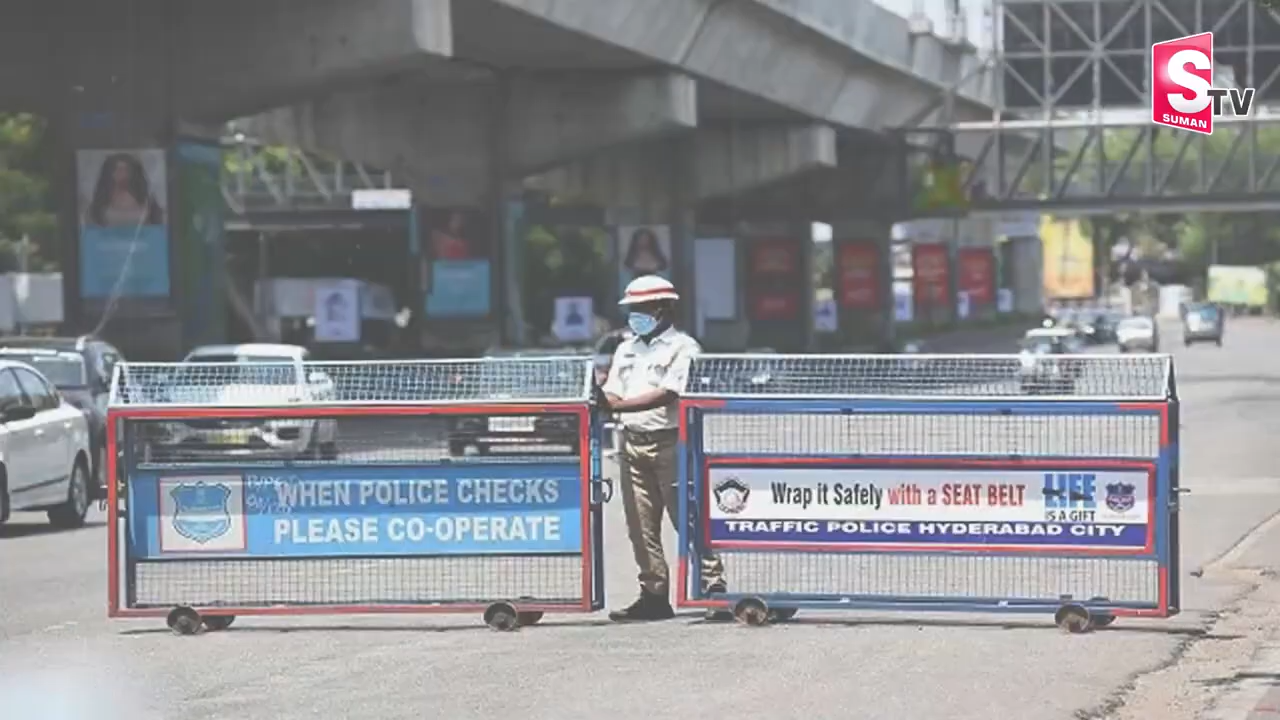 S
TV
SUMAN
WHEN POLICE CHECKS
PLEASE CO-OPERATE
Wrap it Safely with a SEAT BELT
LIFE
IS A GIFT
TRAFFIC POLICE HYDERABAD CITY